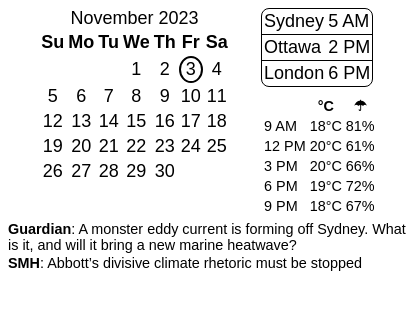 November 2023
Su Mo Tu We Th Fr Sa
1 2 3 4
5 6 7 8 9 10 11
12 13 14 15 16 17 18
19 20 21 22 23 24 25
26 27 28 29 30
Sydney 5 AM
Ottawa 2 PM
London 6 PM
°C ☂
9 AM 18°C 81%
12 PM 20°C 61%
3 PM 20°C 66%
6 PM 19°C 72%
9 PM 18°C 67%
Guardian: A monster eddy current is forming off Sydney. What
is it, and will it bring a new marine heatwave?
SMH: Abbott's divisive climate rhetoric must be stopped